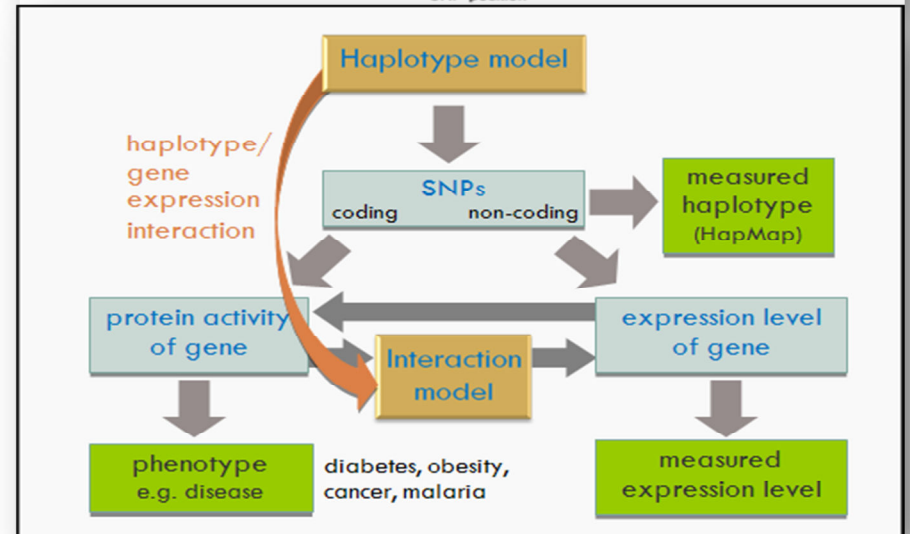 Haplotype model
haplotype/
gene
expression
interaction
SNPs
coding non-coding
measured
haplotype
(HapMap)
protein activity
of gene
Interaction
model
expression level
of gene
phenotype
e.g. disease
diabetes, obesity,
cancer, malaria
measured
expression level